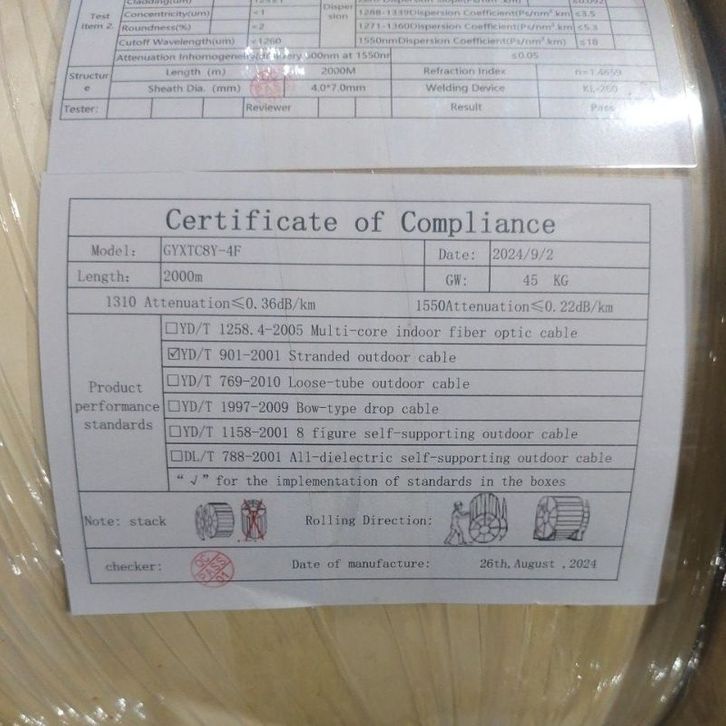 Test Item 2.
Concentricity(um) <1
Dispersion
1288-1339Dispersion Coefficient(Ps/nm².km) ≤3.5
Roundness(%) <2
1271-1360Dispersion Coefficient(Ps/nm².km) ≤5.3
Cutoff Wavelength(um) <1260
1550nmDispersion Coefficient(Ps/nm².km) ≤18
Attenuation ≤0.05
Structure
Length (m) 2000M Refraction Index
Sheath Dia. (mm) 4.0*7.0mm Welding Device
Tester: Reviewer Result Pass
Certificate of Compliance
Model: GYXTC8Y-4F Date: 2024/9/2
Length: 2000m GW: 45 KG
1310 Attenuation≤0.36dB/km 1550Attenuation≤0.22dB/km
Product performance standards
☐YD/T 1258.4-2005 Multi-core indoor fiber optic cable
☑YD/T 901-2001 Stranded outdoor cable
☐YD/T 769-2010 Loose-tube outdoor cable
☐YD/T 1997-2009 Bow-type drop cable
☐YD/T 1158-2001 8 figure self-supporting outdoor cable
☐DL/T 788-2001 All-dielectric self-supporting outdoor cable
“√” for the implementation of standards in the boxes
Note: stack Rolling Direction:
checker: Date of manufacture: 26th,August ,2024